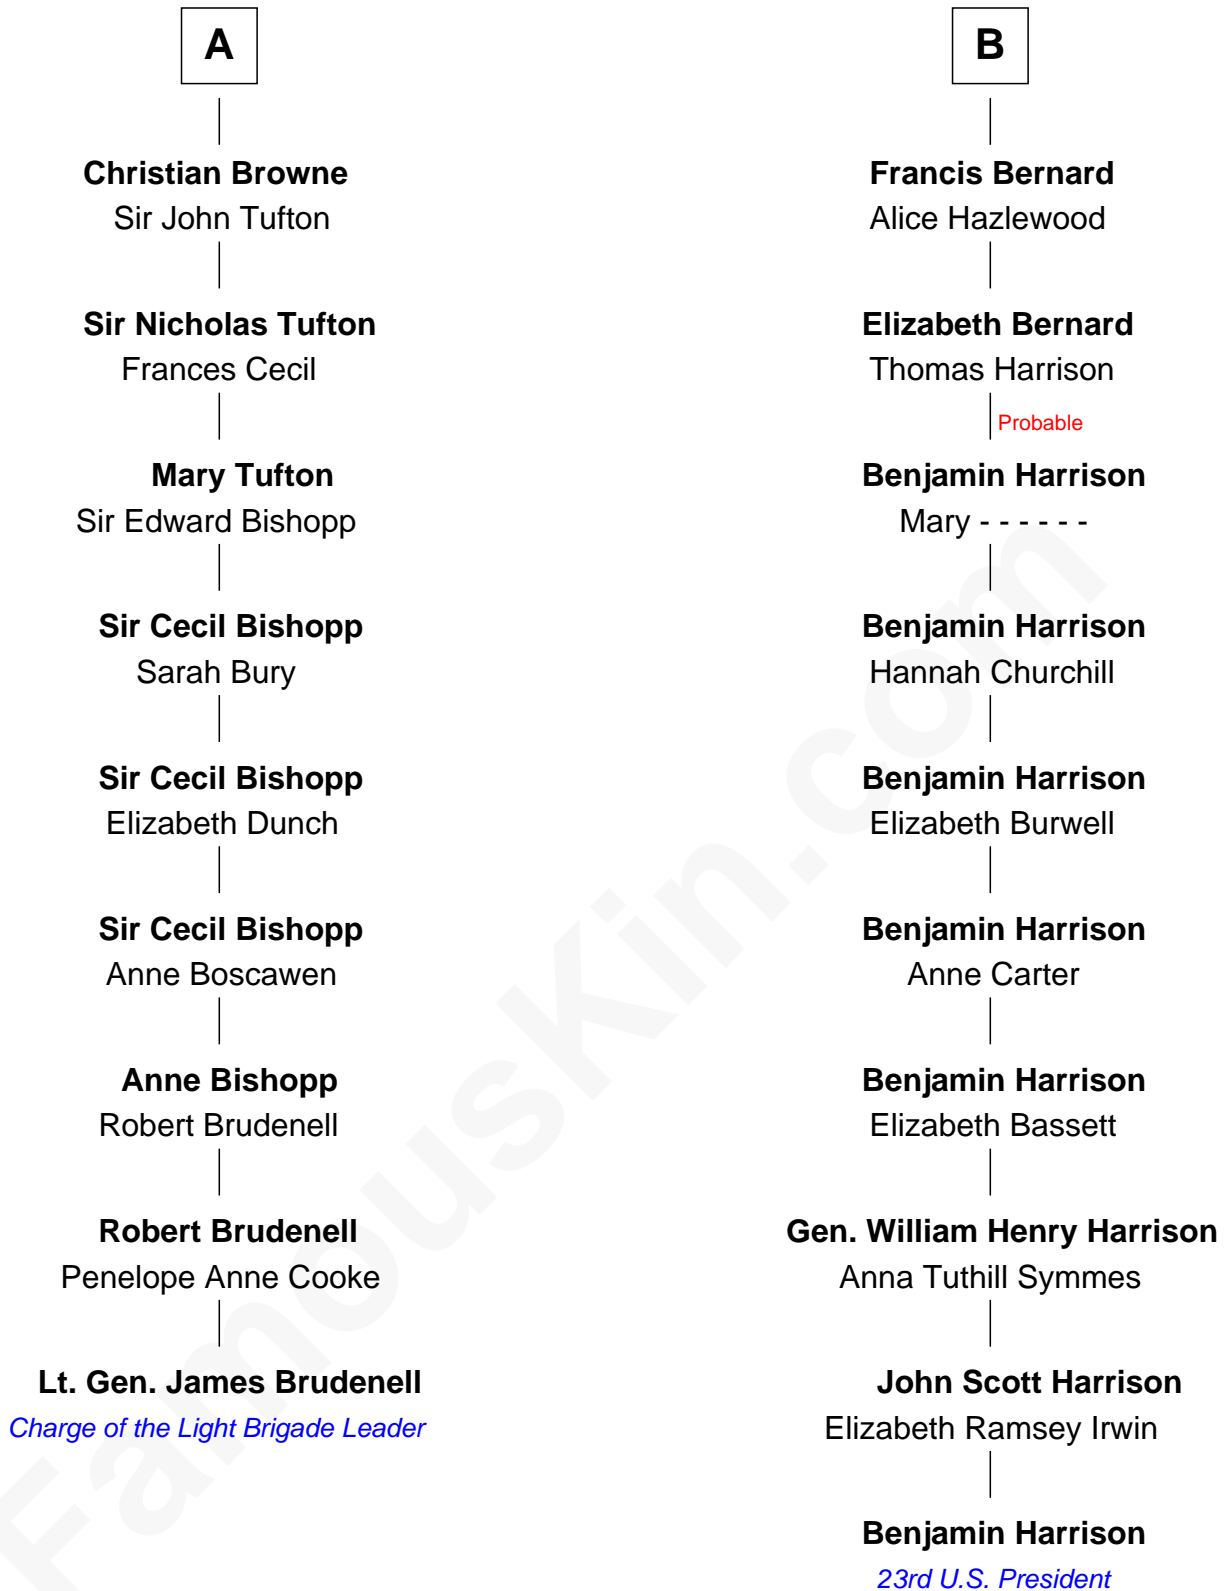 A
Christian Browne
Sir John Tufton
Sir Nicholas Tufton
Frances Cecil
Mary Tufton
Sir Edward Bishopp
Sir Cecil Bishopp
Sarah Bury
Sir Cecil Bishopp
Elizabeth Dunch
Sir Cecil Bishopp
Anne Boscawen
Anne Bishopp
Robert Brudenell
Robert Brudenell
Penelope Anne Cooke
Lt. Gen. James Brudenell
Charge of the Light Brigade Leader
B
Francis Bernard
Alice Hazlewood
Elizabeth Bernard
Thomas Harrison
Probable
Benjamin Harrison
Mary - - - - - -
Benjamin Harrison
Hannah Churchill
Benjamin Harrison
Elizabeth Burwell
Benjamin Harrison
Anne Carter
Benjamin Harrison
Elizabeth Bassett
Gen. William Henry Harrison
Anna Tuthill Symmes
John Scott Harrison
Elizabeth Ramsey Irwin
Benjamin Harrison
23rd U.S. President
FamousKin.com